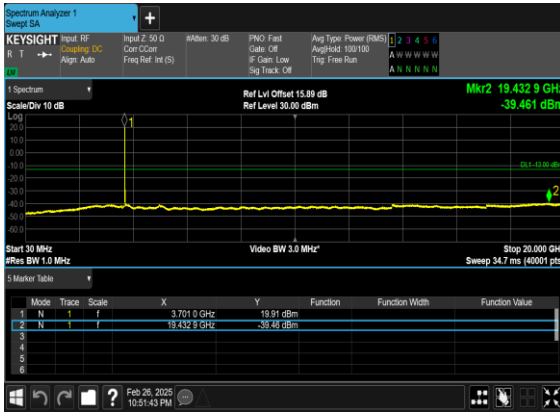 Spectrum Analyzer 1
Swept SA
+
KEYSIGHT Input: RF Input Z: 50 Ω #Atten: 30 dB PNO: Fast Avg Type: Power (RMS) 1 2 3 4 5 6
R T Coupling: DC Corr CCorr Gate: Off Avg|Hold: 100/100 A W W W W W
Align: Auto Freq Ref: Int (S) IF Gain: Low Trig: Free Run
Sig Track: Off A N N N N N
1 Spectrum
Ref Lvl Offset 15.89 dB Mkr2 19.432 9 GHz
Scale/Div 10 dB Ref Level 30.00 dBm -39.461 dBm
Log
20.0
10.0
0.00
-10.0
-20.0
-30.0
-40.0
-50.0
-60.0
1
DL1 -13.00 dBm
2
Start 30 MHz Video BW 3.0 MHz* Stop 20.000 GH
#Res BW 1.0 MHz Sweep 34.7 ms (40001 pts
5 Marker Table
Mode Trace Scale X Y Function Function Width Function Value
1 N 1 f 3.701 0 GHz 19.91 dBm
2 N 1 f 19.432 9 GHz -39.46 dBm
3
4
5
6
? Feb 26, 2025
10:51:43 PM